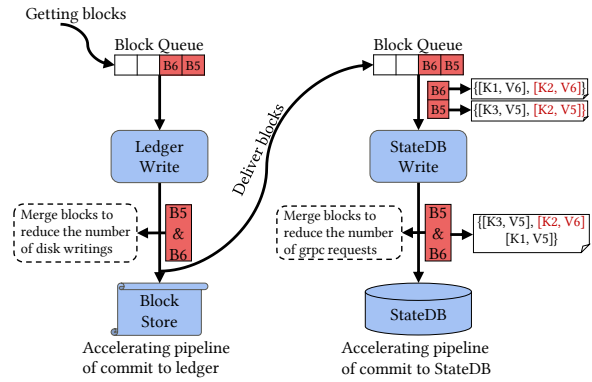 Getting blocks
Block Queue
B6 B5
Ledger
Write
Merge blocks to
reduce the number
of disk writings
B5
&
B6
Block
Store
Accelerating pipeline
of commit to ledger
Deliver blocks
Block Queue
B6 B5
B6
{[K1, V6], [K2, V6]}
B5
{[K3, V5], [K2, V5]}
StateDB
Write
Merge blocks to
reduce the number
of grpc requests
B5
&
B6
{[K3, V5], [K2, V6]
[K1, V5]}
StateDB
Accelerating pipeline
of commit to StateDB